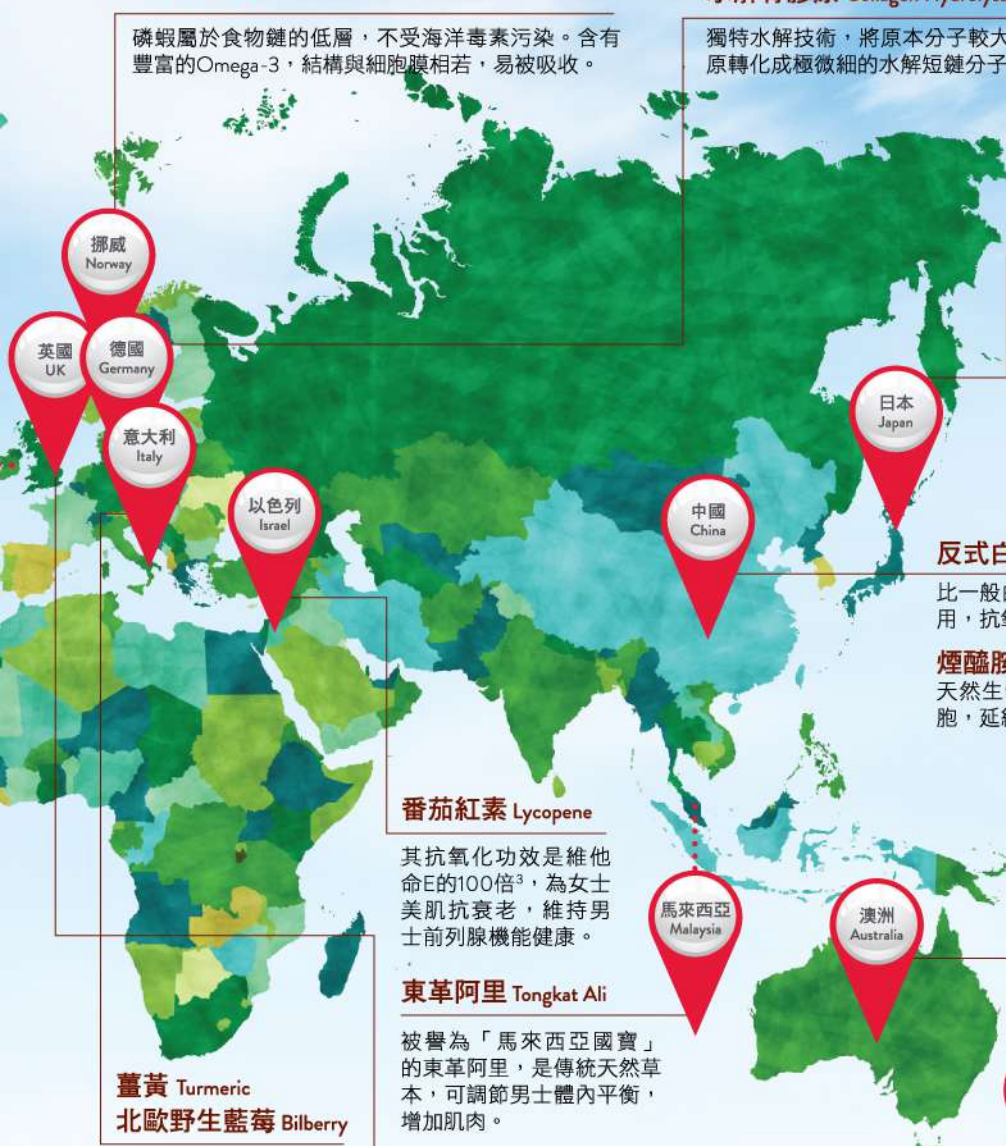 磷蝦屬於食物鏈的低層，不受海洋毒素污染。含有
豐富的Omega-3，結構與細胞膜相若，易被吸收。
獨特水解技術，將原本分子較大
原轉化成極微細的水解短鏈分子
挪威
Norway
英國
UK
德國
Germany
意大利
Italy
以色列
Israel
中國
China
日本
Japan
反式白
比一般
用，抗氧
煙醯胺
天然生
胞，延緩
番茄紅素 Lycopene
其抗氧化功效是維他
命E的100倍³，為女士
美肌抗衰老，維持男
士前列腺機能健康。
馬來西亞
Malaysia
澳洲
Australia
東革阿里 Tongkat Ali
被譽為「馬來西亞國寶」
的東革阿里，是傳統天然草
本，可調節男士體內平衡，
增加肌肉。
薑黃 Turmeric
北歐野生藍莓 Bilberry